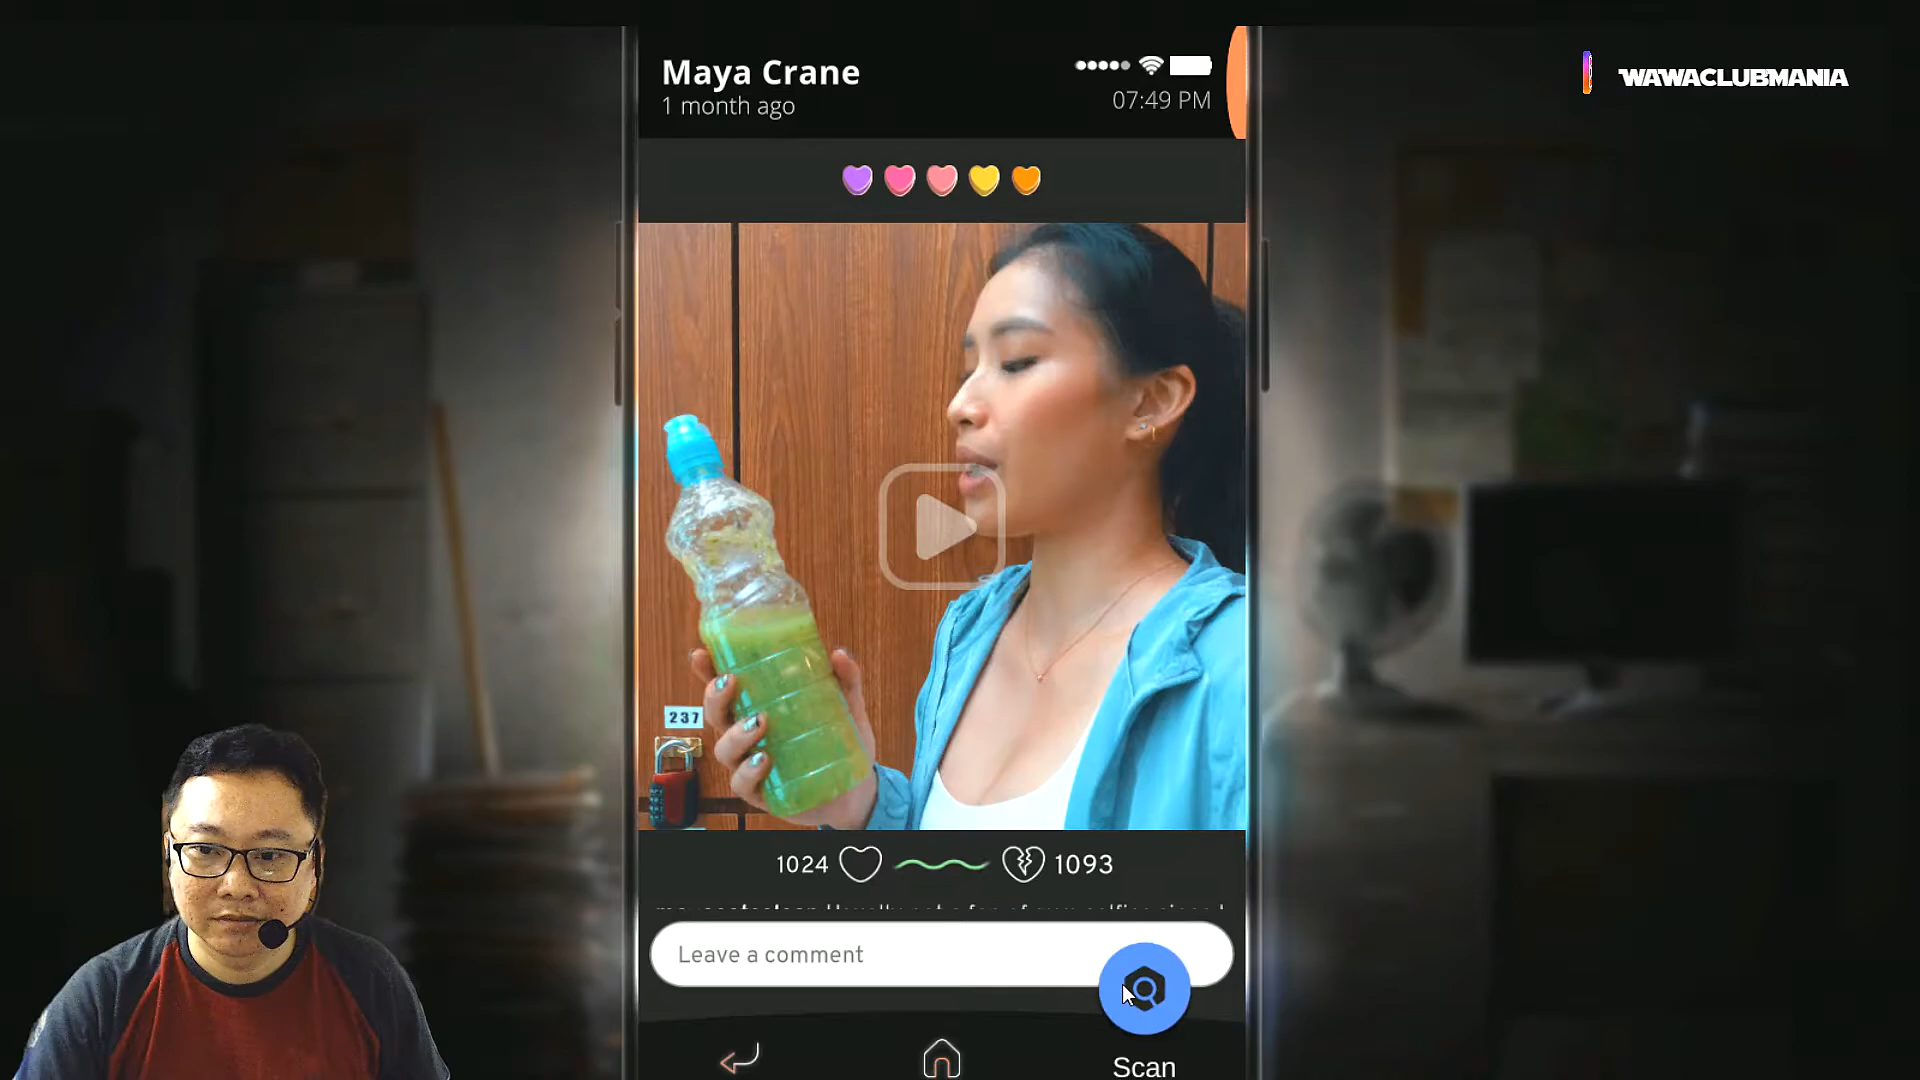 Maya Crane
1 month ago
07:49 PM
WAWACLUBMANIA
237
1024
1093
Leave a comment
Scan